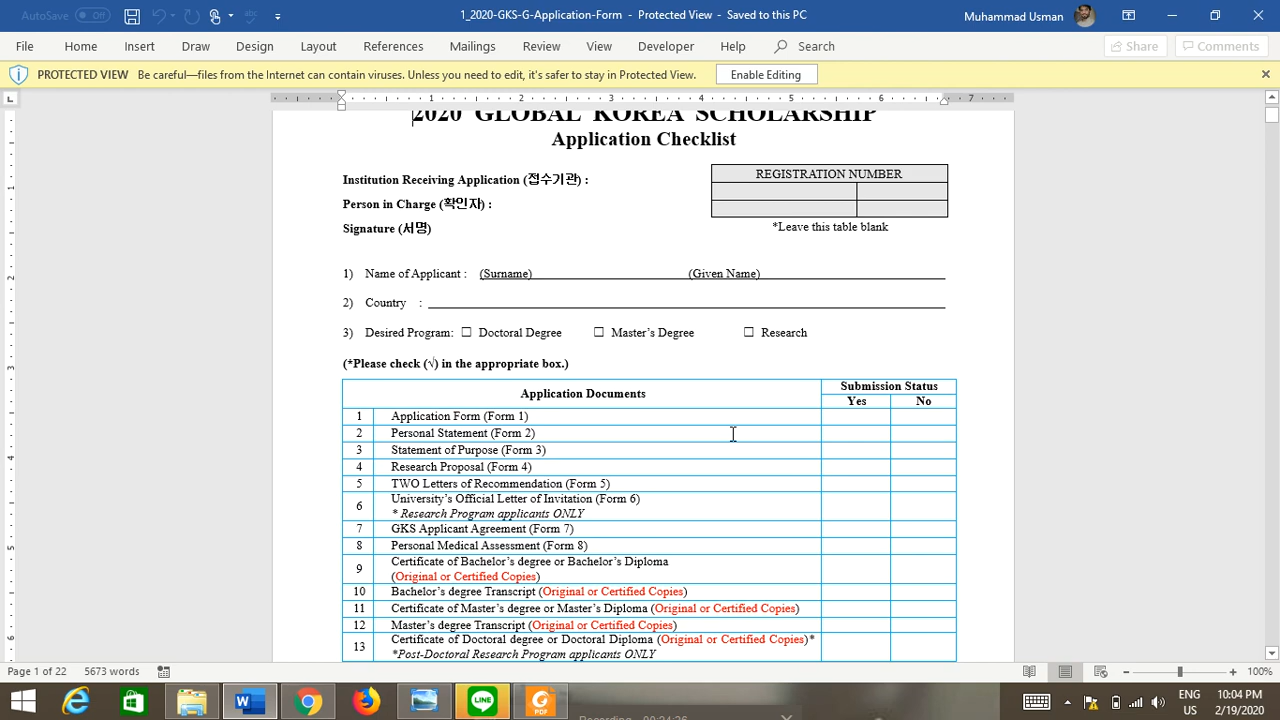 AutoSave Off
1_2020-GKS-G-Application-Form - Protected View - Saved to this PC
Muhammad Usman
File Home Insert Draw Design Layout References Mailings Review View Developer Help Search Share Comments
PROTECTED VIEW Be careful—files from the Internet can contain viruses. Unless you need to edit, it's safer to stay in Protected View. Enable Editing
1 2 3 4 5 6 7
2020 GLOBAL KOREA SCHOLARSHIP
Application Checklist
Institution Receiving Application (접수기관) :
Person in Charge (확인자) :
Signature (서명)
REGISTRATION NUMBER
*Leave this table blank
1) Name of Applicant : (Surname) (Given Name)
2) Country :
3) Desired Program: ☐ Doctoral Degree ☐ Master’s Degree ☐ Research
(*Please check (√) in the appropriate box.)
Application Documents
Submission Status
Yes No
1 Application Form (Form 1)
2 Personal Statement (Form 2)
3 Statement of Purpose (Form 3)
4 Research Proposal (Form 4)
5 TWO Letters of Recommendation (Form 5)
6 University’s Official Letter of Invitation (Form 6)
* Research Program applicants ONLY
7 GKS Applicant Agreement (Form 7)
8 Personal Medical Assessment (Form 8)
9 Certificate of Bachelor’s degree or Bachelor’s Diploma
(Original or Certified Copies)
10 Bachelor’s degree Transcript (Original or Certified Copies)
11 Certificate of Master’s degree or Master’s Diploma (Original or Certified Copies)
12 Master’s degree Transcript (Original or Certified Copies)
13 Certificate of Doctoral degree or Doctoral Diploma (Original or Certified Copies)*
*Post-Doctoral Research Program applicants ONLY
Page 1 of 22 5673 words 100%
LINE
PDF
ENG
US
10:04 PM
2/19/2020